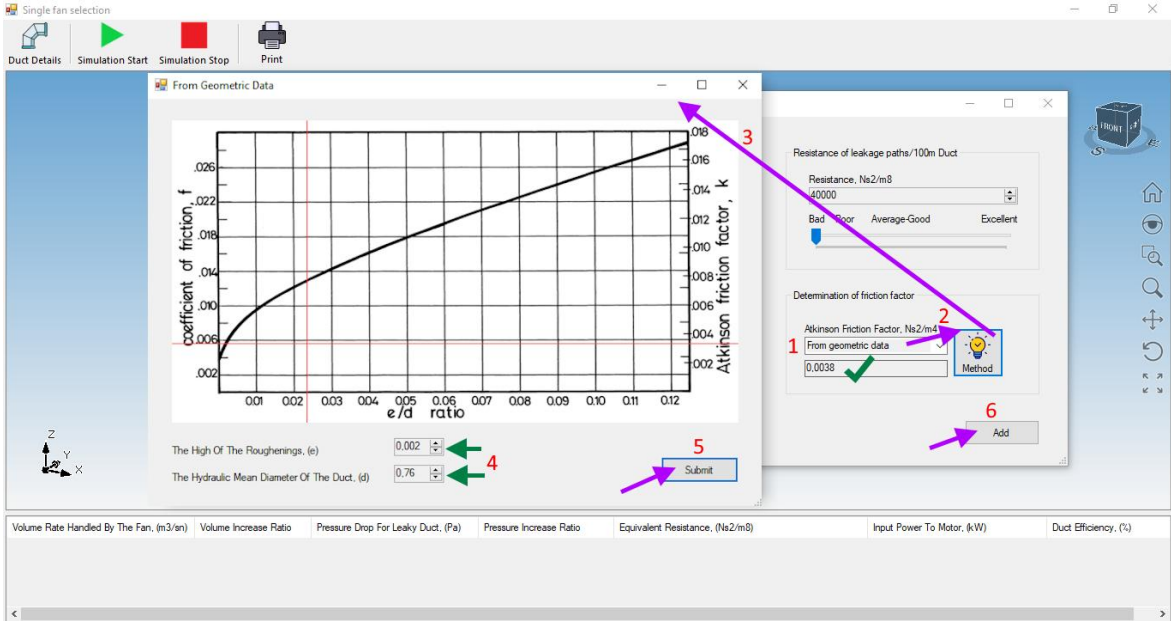 Single fan selection
Duct Details
Simulation Start
Simulation Stop
Print
From Geometric Data
3
.026
.022
.018
.014
.010
.006
.002
coefficient of friction, f
.018
.016
.014
.012
.010
.008
.006
.004
.002
Atkinson friction factor, k
0.01 0.02 0.03 0.04 0.05 0.06 0.07 0.08 0.09 0.10 0.11 0.12
e/d ratio
The High Of The Roughenings, (e)
0,002
4
The Hydraulic Mean Diameter Of The Duct, (d)
0,76
5
Submit
Resistance of leakage paths/100m Duct
Resistance, Ns2/m8
40000
Bad Poor Average-Good Excellent
Determination of friction factor
2
Atkinson Friction Factor, Ns2/m4
1
From geometric data
0,0038
Method
6
Add
FRONT
S
E
Z
Y
X
Volume Rate Handled By The Fan, (m3/sn) Volume Increase Ratio Pressure Drop For Leaky Duct, (Pa) Pressure Increase Ratio Equivalent Resistance, (Ns2/m8) Input Power To Motor, (kW) Duct Efficiency, (%)